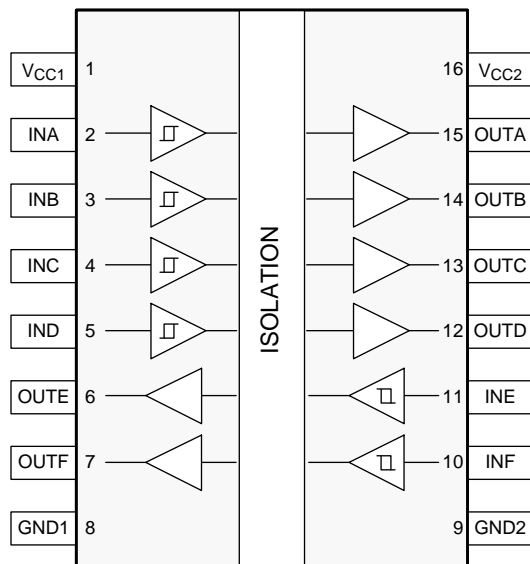 VCC1 1 16 VCC2
INA 2 15 OUTA
INB 3 14 OUTB
INC 4 13 OUTC
IND 5 12 OUTD
OUTE 6 11 INE
OUTF 7 10 INF
GND1 8 9 GND2
ISOLATION